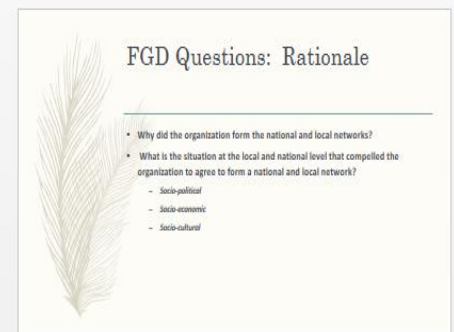 FGD Questions: Rationale
• Why did the organization form the national and local networks?
• What is the situation at the local and national level that compelled the
organization to agree to form a national and local network?
– Socio-political
– Socio-economic
– Socio-cultural